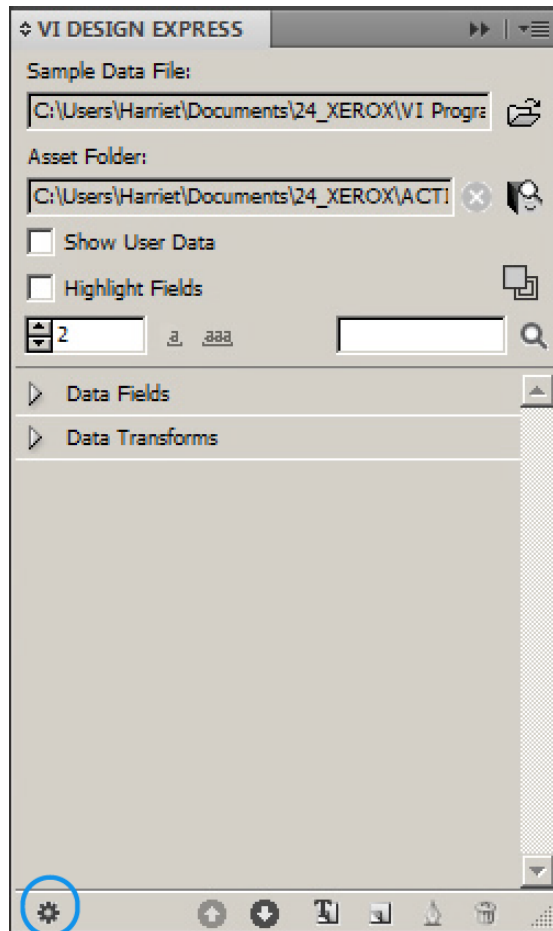 VI DESIGN EXPRESS
Sample Data File:
C:\Users\Harriet\Documents\24_XEROX\VI Progra
Asset Folder:
C:\Users\Harriet\Documents\24_XEROX\ACTI
Show User Data
Highlight Fields
2 a aaa
Data Fields
Data Transforms
T